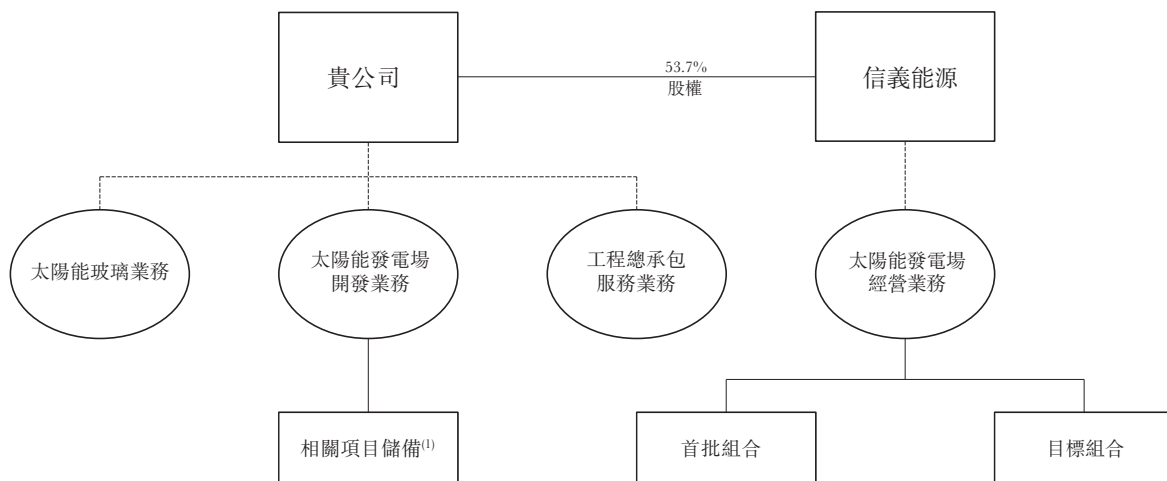 貴公司
53.7%
股權
信義能源
太陽能玻璃業務
太陽能發電場
開發業務
工程總承包
服務業務
太陽能發電場
經營業務
相關項目儲備(1)
首批組合
目標組合